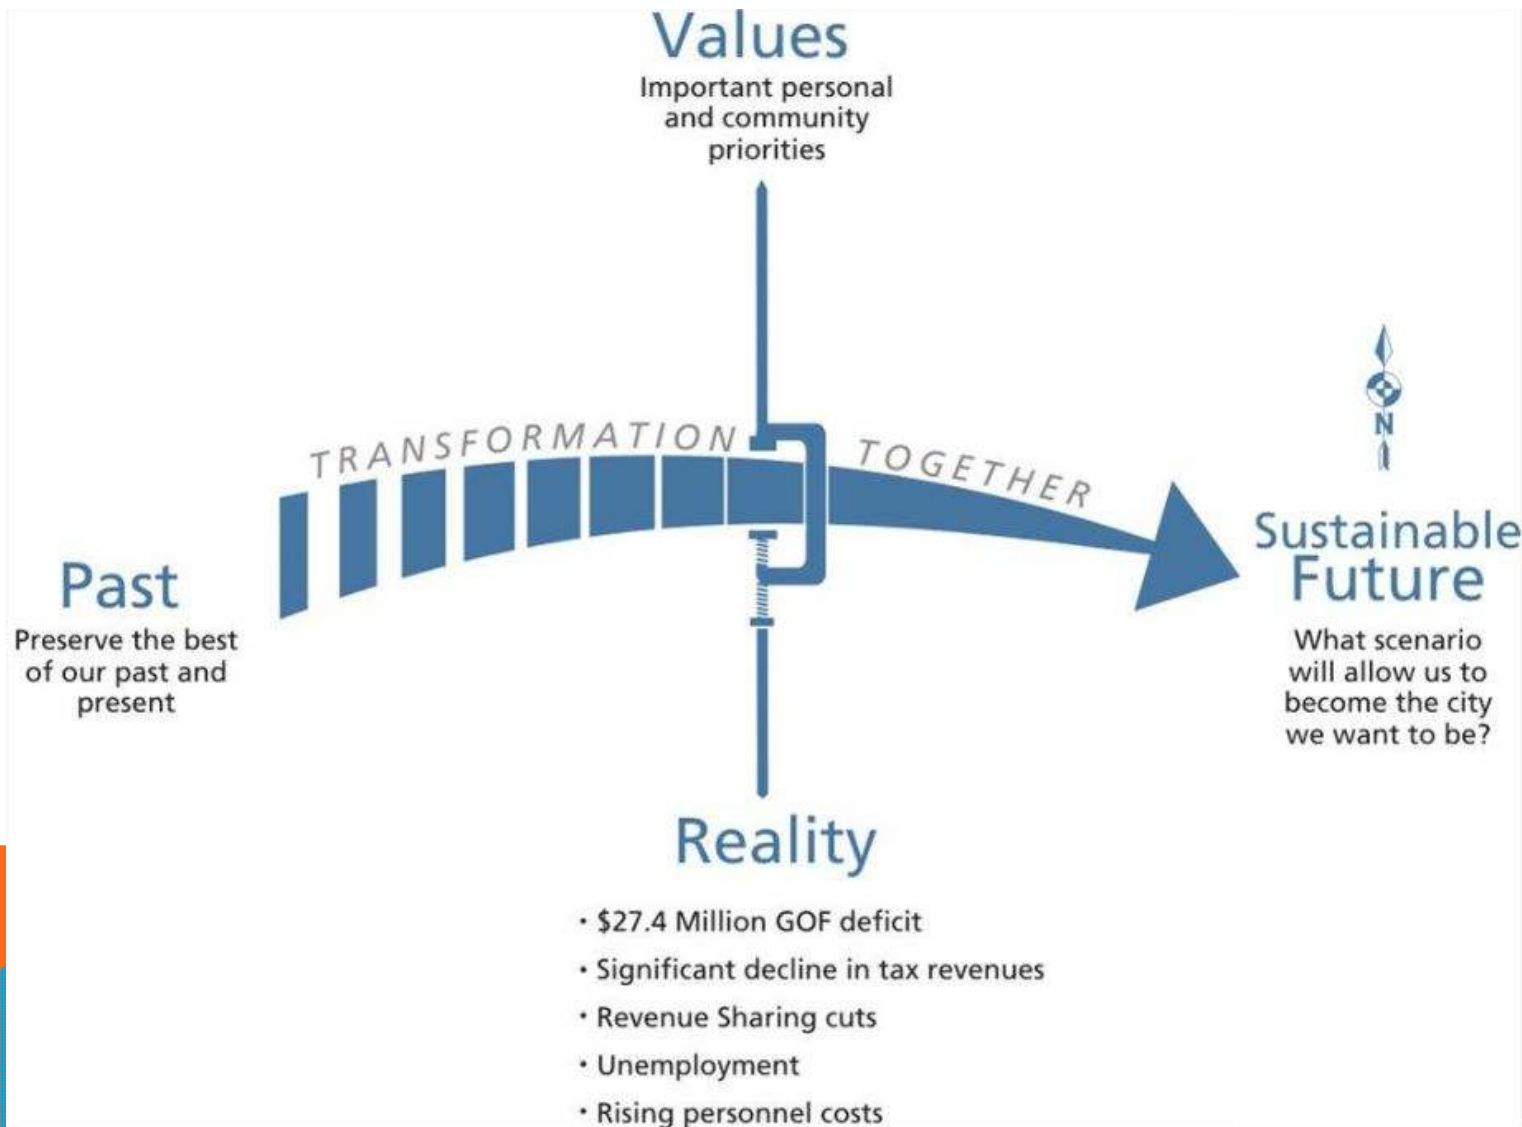 Values
Important personal
and community
priorities
TRANSFORMATION TOGETHER
N
Past
Preserve the best
of our past and
present
Sustainable
Future
What scenario
will allow us to
become the city
we want to be?
Reality
· $27.4 Million GOF deficit
· Significant decline in tax revenues
· Revenue Sharing cuts
· Unemployment
· Rising personnel costs